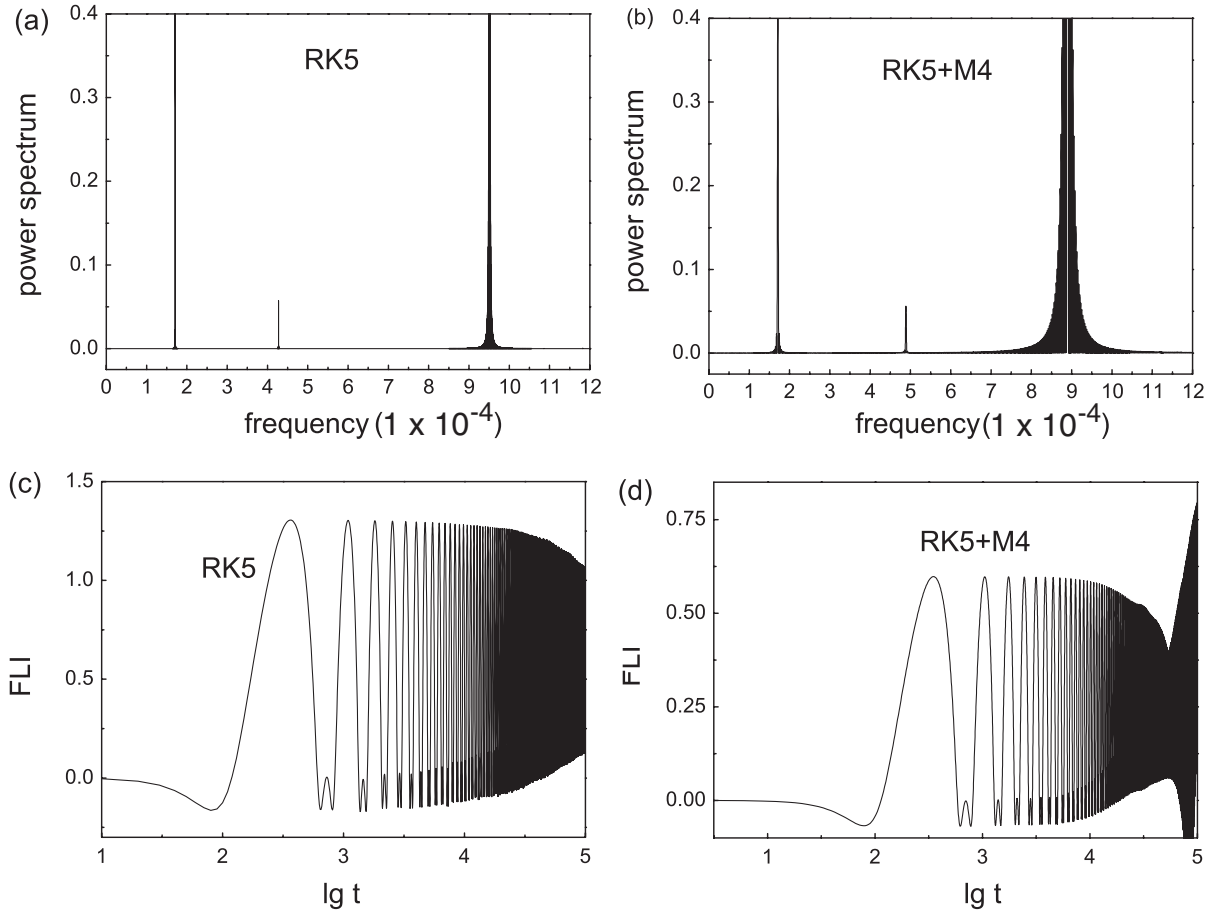 (a)
RK5
power spectrum
0.4
0.3
0.2
0.1
0.0
0 1 2 3 4 5 6 7 8 9 10 11 12
frequency (1 x 10⁻⁴)
(b)
RK5+M4
power spectrum
0.4
0.3
0.2
0.1
0.0
0 1 2 3 4 5 6 7 8 9 10 11 12
frequency (1 x 10⁻⁴)
(c)
RK5
FLI
1.5
1.0
0.5
0.0
1 2 3 4 5
lg t
(d)
RK5+M4
FLI
0.75
0.50
0.25
0.00
1 2 3 4 5
lg t